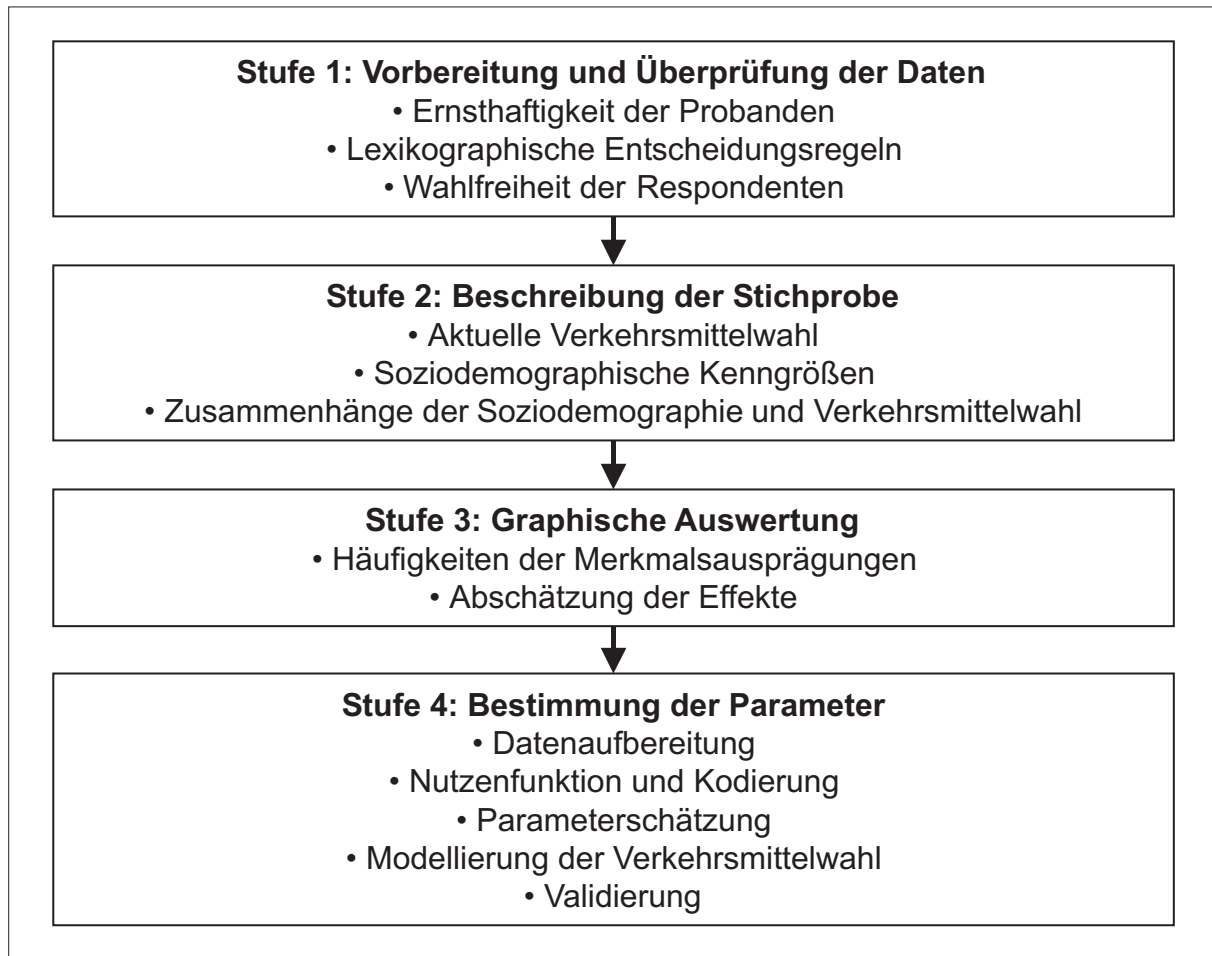 Stufe 1: Vorbereitung und Überprüfung der Daten
• Ernsthaftigkeit der Probanden
• Lexikographische Entscheidungsregeln
• Wahlfreiheit der Respondenten
Stufe 2: Beschreibung der Stichprobe
• Aktuelle Verkehrsmittelwahl
• Soziodemographische Kenngrößen
• Zusammenhänge der Soziodemographie und Verkehrsmittelwahl
Stufe 3: Graphische Auswertung
• Häufigkeiten der Merkmalsausprägungen
• Abschätzung der Effekte
Stufe 4: Bestimmung der Parameter
• Datenaufbereitung
• Nutzenfunktion und Kodierung
• Parameterschätzung
• Modellierung der Verkehrsmittelwahl
• Validierung